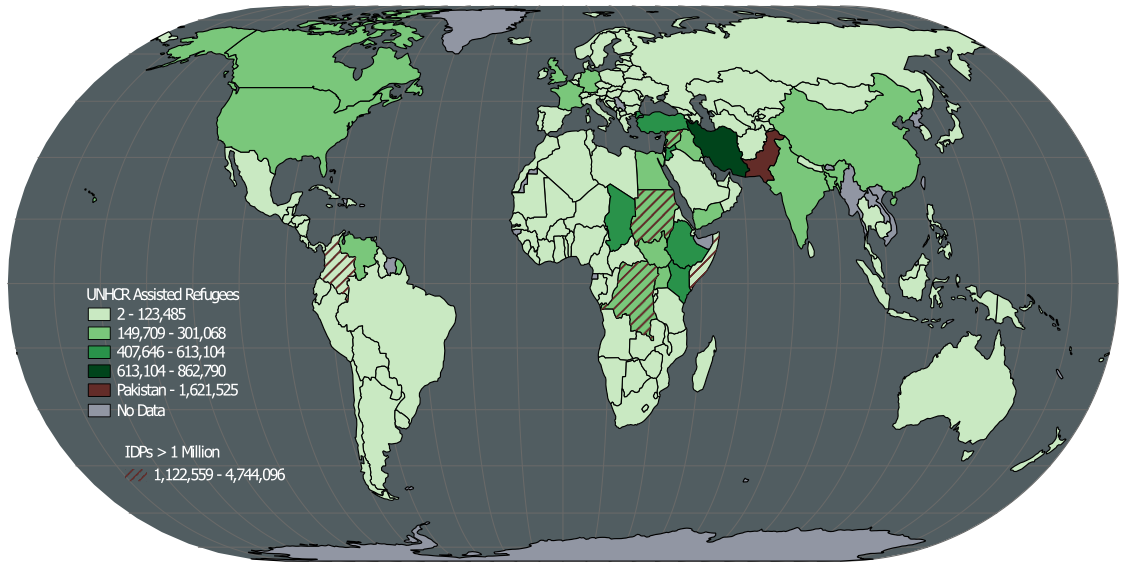 UNHCR Assisted Refugees
2 - 123,485
149,709 - 301,068
407,646 - 613,104
613,104 - 862,790
Pakistan - 1,621,525
No Data
IDPs > 1 Million
1,122,559 - 4,744,096